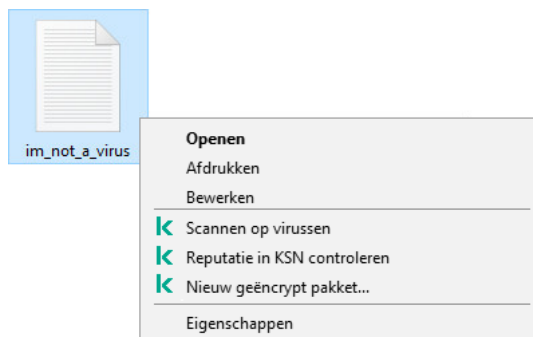 im_not_a_virus
Openen
Afdrukken
Bewerken
Scannen op virussen
Reputatie in KSN controleren
Nieuw geëncrypt pakket...
Eigenschappen